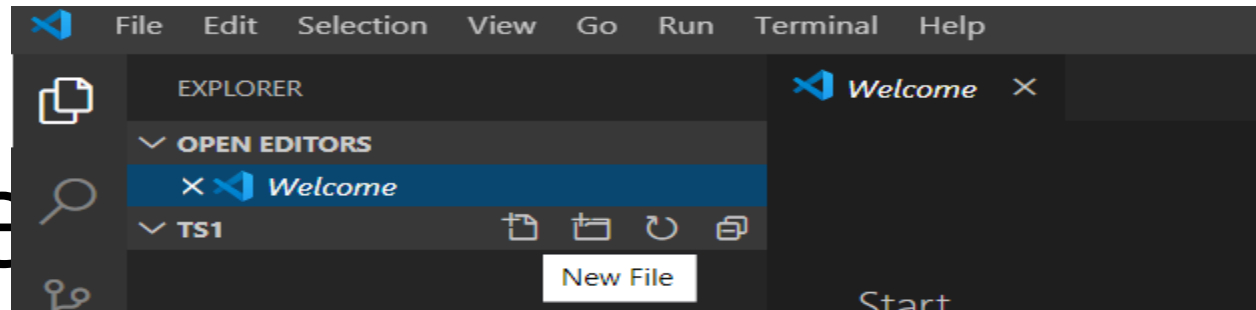 File Edit Selection View Go Run Terminal Help
EXPLORER
Welcome
OPEN EDITORS
Welcome
TS1
New File
Start